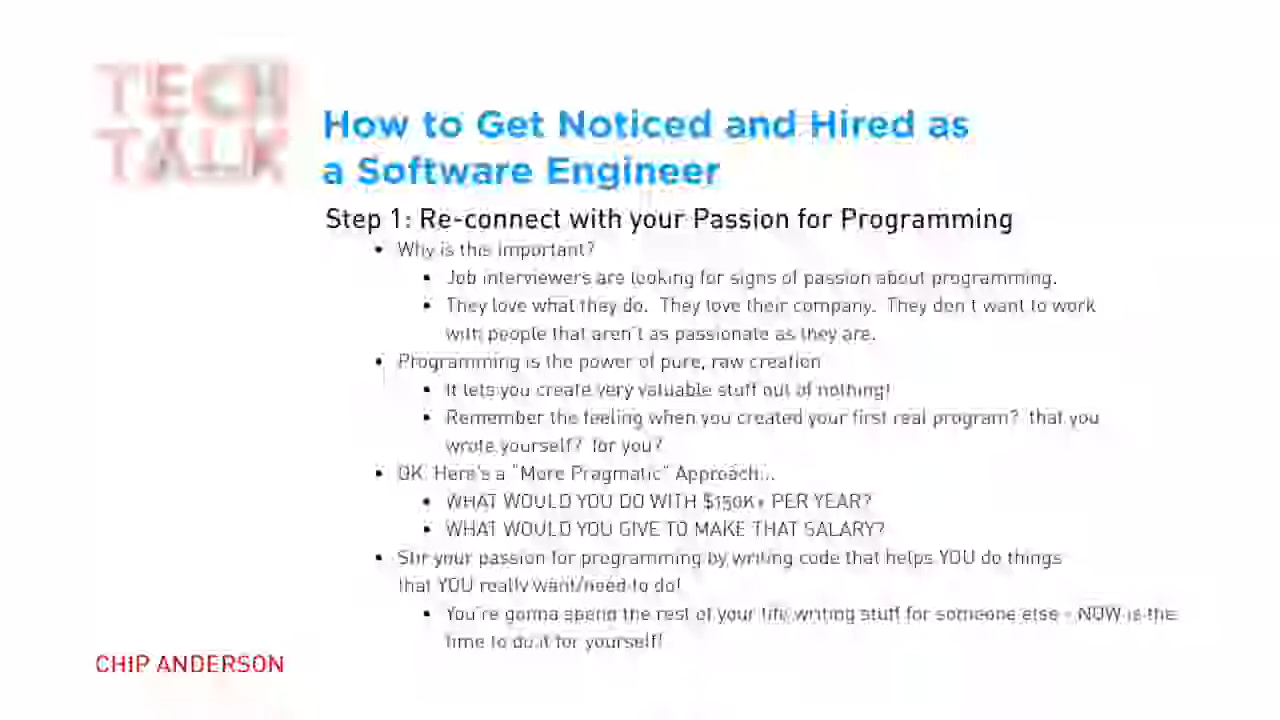 TECH
TALK
How to Get Noticed and Hired as
a Software Engineer
Step 1: Re-connect with your Passion for Programming
• Why is this important?
• Job interviewers are looking for signs of passion about programming.
• They love what they do. They love their company. They don't want to work
with people that aren't as passionate as they are.
• Programming is the power of pure, raw creation
• It lets you create very valuable stuff out of nothing!
• Remember the feeling when you created your first real program? that you
wrote yourself? for you?
• OK. Here's a "More Pragmatic" Approach...
• WHAT WOULD YOU DO WITH $150K+ PER YEAR?
• WHAT WOULD YOU GIVE TO MAKE THAT SALARY?
• Stir your passion for programming by writing code that helps YOU do things
that YOU really want/need to do!
• You're gonna spend the rest of your life writing stuff for someone else - NOW is the
time to do it for yourself!
CHIP ANDERSON